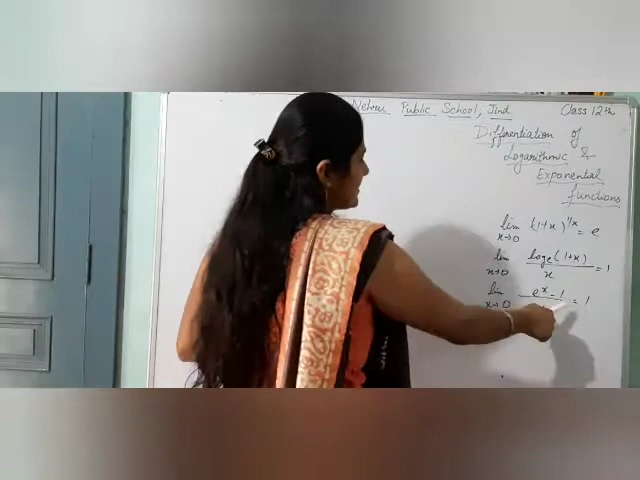 Nehru Public School, Jind Class 12th
Differentiation of
Logarithmic &
Exponential
functions
lim x→0 (1+x)^1/x = e
lim x→0 loge(1+x) / x = 1
lim x→0 e^x - 1 / = 1